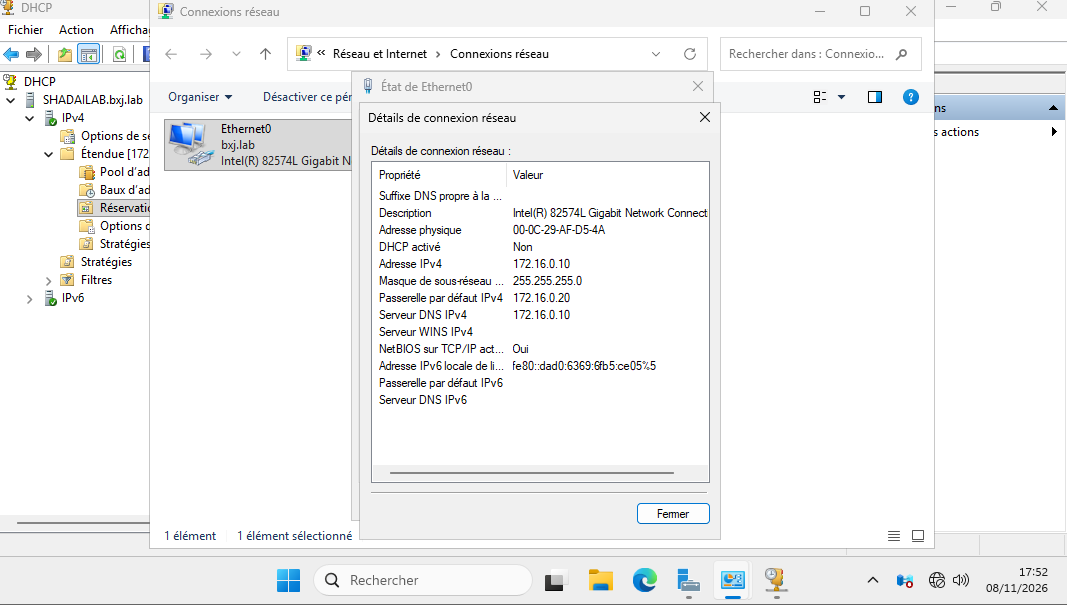 DHCP
Fichier Action Afficha
DHCP
SHADAILAB.bxj.lab
IPv4
Options de se
Étendue [172
Pool d'ad
Baux d'ad
Réservatio
Options d
Stratégies
Stratégies
Filtres
IPv6
Connexions réseau
« Réseau et Internet › Connexions réseau
Rechercher dans : Connexio...
Organiser Désactiver ce pér
Ethernet0
bxj.lab
Intel(R) 82574L Gigabit N
État de Ethernet0
Détails de connexion réseau
Détails de connexion réseau :
Propriété Valeur
Suffixe DNS propre à la ...
Description Intel(R) 82574L Gigabit Network Connect
Adresse physique 00-0C-29-AF-D5-4A
DHCP activé Non
Adresse IPv4 172.16.0.10
Masque de sous-réseau ... 255.255.255.0
Passerelle par défaut IPv4 172.16.0.20
Serveur DNS IPv4 172.16.0.10
Serveur WINS IPv4
NetBIOS sur TCP/IP act... Oui
Adresse IPv6 locale de li... fe80::dad0:6369:6fb5:ce05%5
Passerelle par défaut IPv6
Serveur DNS IPv6
Fermer
ns
s actions
1 élément 1 élément sélectionné
Rechercher
17:52
08/11/2026